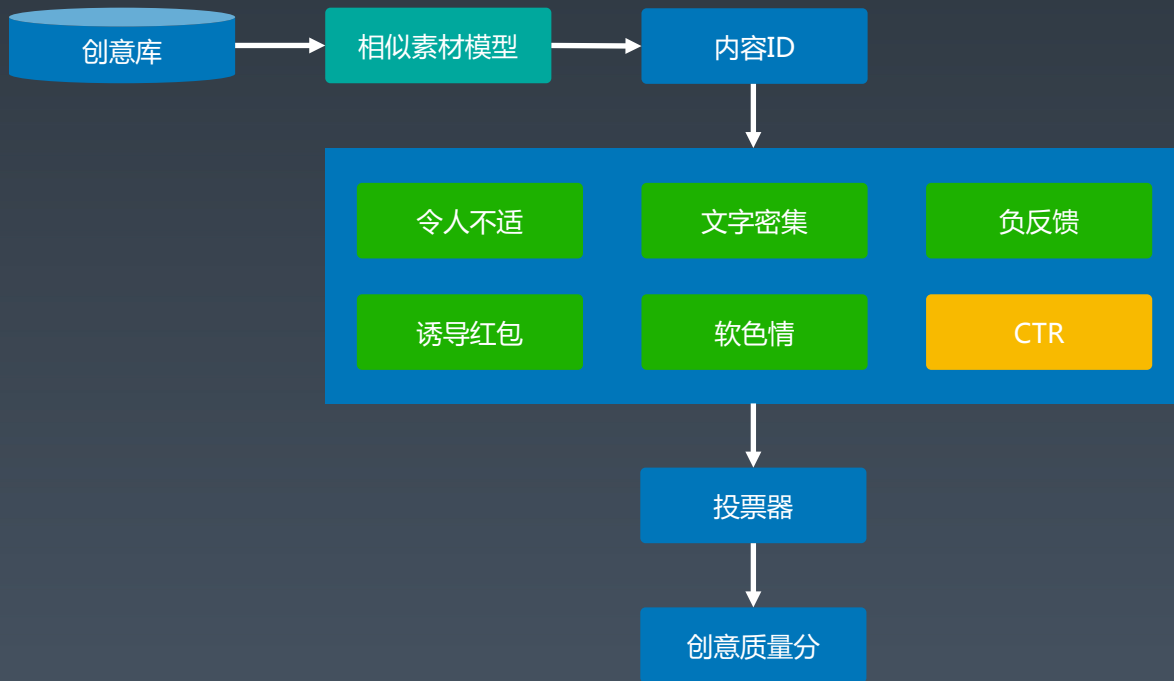 创意库
相似素材模型
内容ID
令人不适
文字密集
负反馈
诱导红包
软色情
CTR
投票器
创意质量分